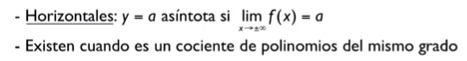 - Horizontales: y = a asíntota si lim x→±∞ f(x) = a
- Existen cuando es un cociente de polinomios del mismo grado